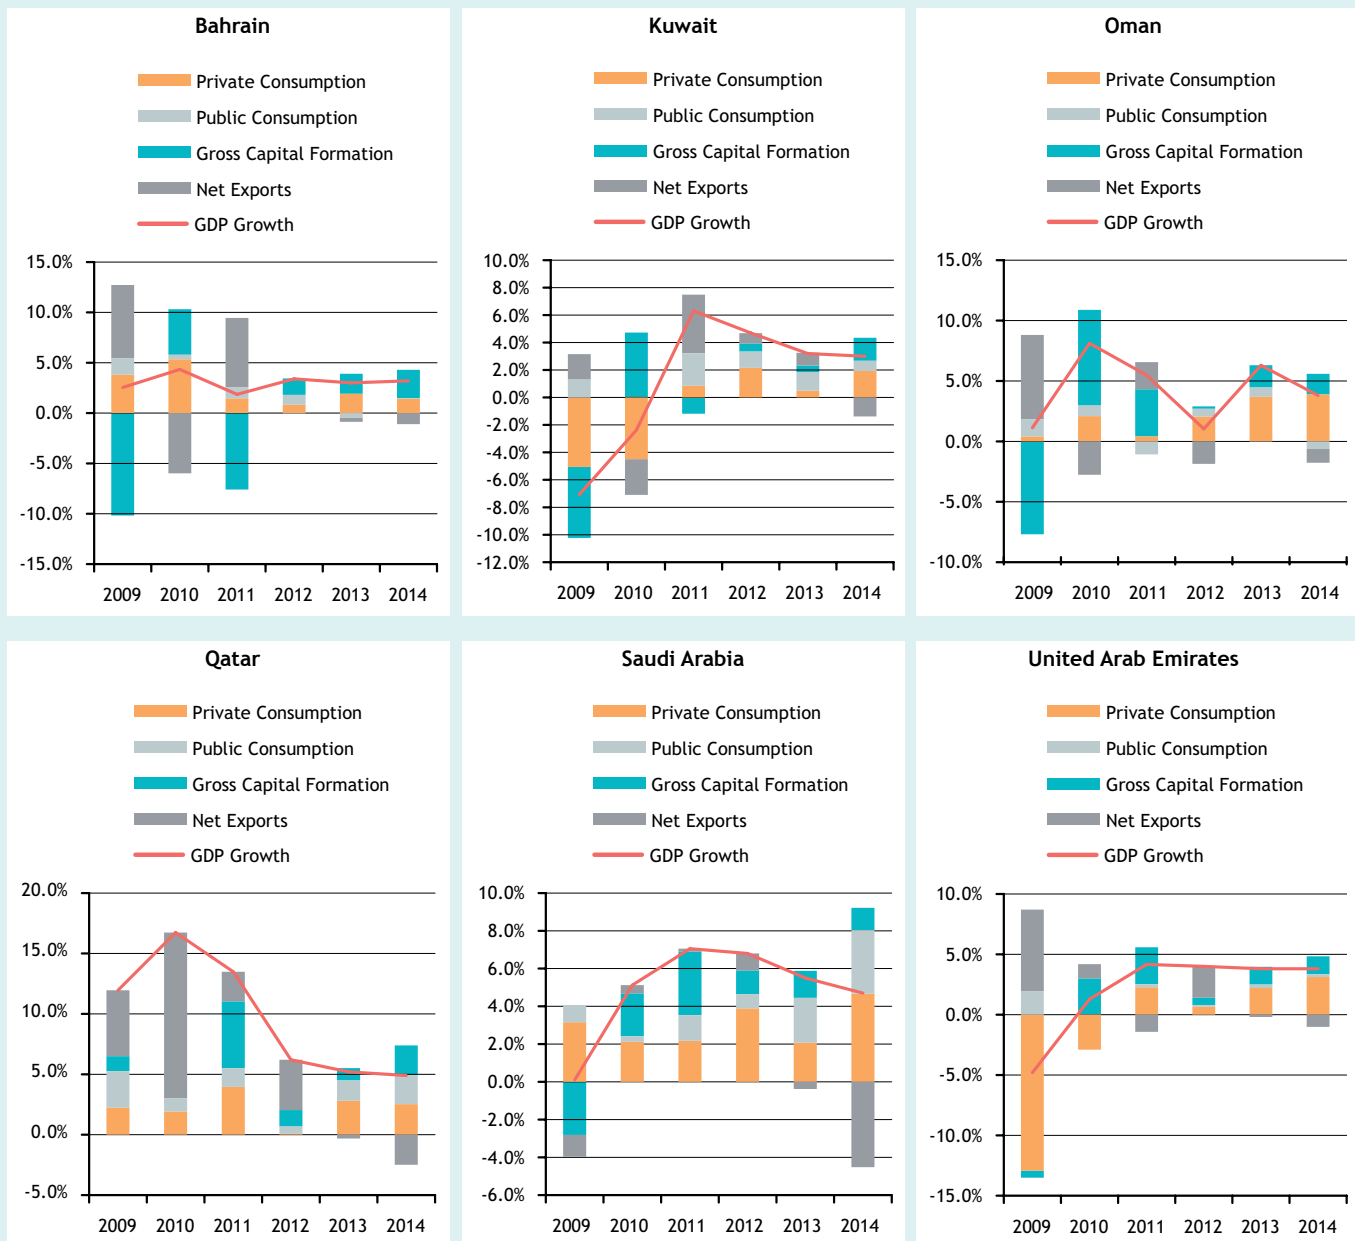 Bahrain
Private Consumption
Public Consumption
Gross Capital Formation
Net Exports
GDP Growth
15.0%
10.0%
5.0%
0.0%
-5.0%
-10.0%
-15.0%
2009 2010 2011 2012 2013 2014
Kuwait
Private Consumption
Public Consumption
Gross Capital Formation
Net Exports
GDP Growth
10.0%
8.0%
6.0%
4.0%
2.0%
0.0%
-2.0%
-4.0%
-6.0%
-8.0%
-10.0%
-12.0%
2009 2010 2011 2012 2013 2014
Oman
Private Consumption
Public Consumption
Gross Capital Formation
Net Exports
GDP Growth
15.0%
10.0%
5.0%
0.0%
-5.0%
-10.0%
2009 2010 2011 2012 2013 2014
Qatar
Private Consumption
Public Consumption
Gross Capital Formation
Net Exports
GDP Growth
20.0%
15.0%
10.0%
5.0%
0.0%
-5.0%
2009 2010 2011 2012 2013 2014
Saudi Arabia
Private Consumption
Public Consumption
Gross Capital Formation
Net Exports
GDP Growth
10.0%
8.0%
6.0%
4.0%
2.0%
0.0%
-2.0%
-4.0%
-6.0%
2009 2010 2011 2012 2013 2014
United Arab Emirates
Private Consumption
Public Consumption
Gross Capital Formation
Net Exports
GDP Growth
10.0%
5.0%
0.0%
-5.0%
-10.0%
-15.0%
2009 2010 2011 2012 2013 2014